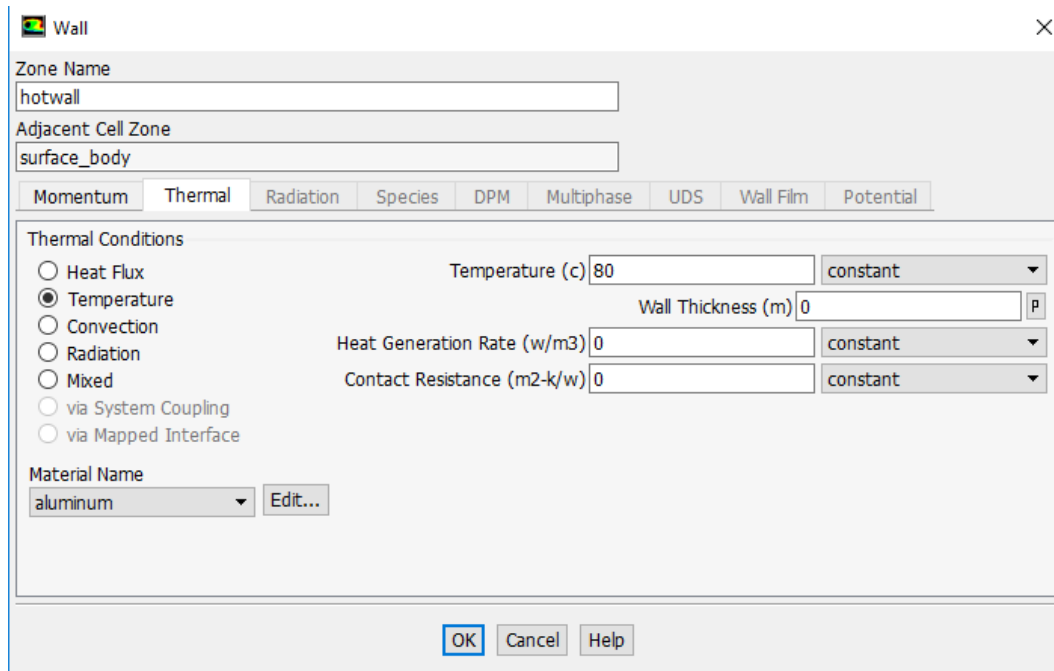 Wall
Zone Name
hotwall
Adjacent Cell Zone
surface_body
Momentum Thermal Radiation Species DPM Multiphase UDS Wall Film Potential
Thermal Conditions
Heat Flux
Temperature
Convection
Radiation
Mixed
via System Coupling
via Mapped Interface
Temperature (c) 80 constant
Wall Thickness (m) 0 P
Heat Generation Rate (w/m3) 0 constant
Contact Resistance (m2-k/w) 0 constant
Material Name
aluminum Edit...
OK Cancel Help